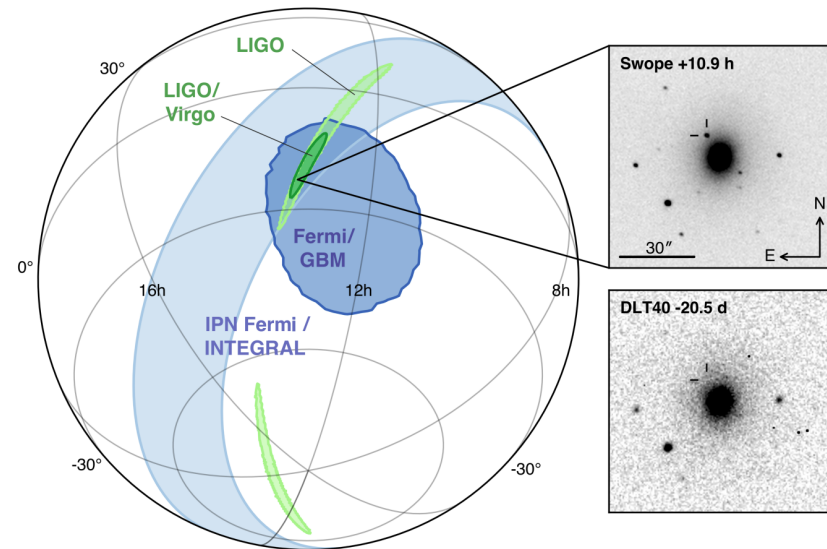 LIGO
LIGO/
Virgo
30°
0°
16h
12h
8h
Fermi/
GBM
IPN Fermi /
INTEGRAL
-30°
-30°
Swope +10.9 h
30″
N
E
DLT40 -20.5 d